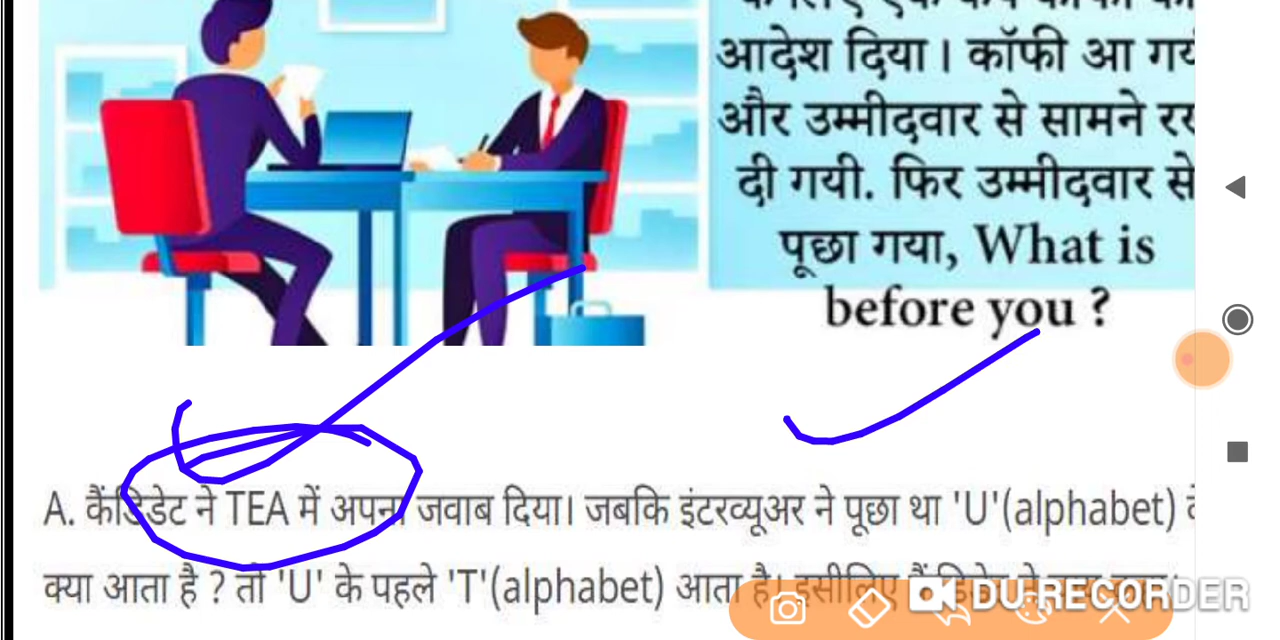 आदेश दिया। कॉफी आ
और उम्मीदवार से सामने
दी गयी. फिर उम्मीदवार से
पूछा गया, What is
before you ?
A. कैंडिडेट ने TEA में अपना जवाब दिया। जबकि इंटरव्यूअर ने पूछा था 'U'(alphabet)
क्या आता है ? तो 'U' के पहले 'T'(alphabet) आता है। इसीलिए
DU RECORDER